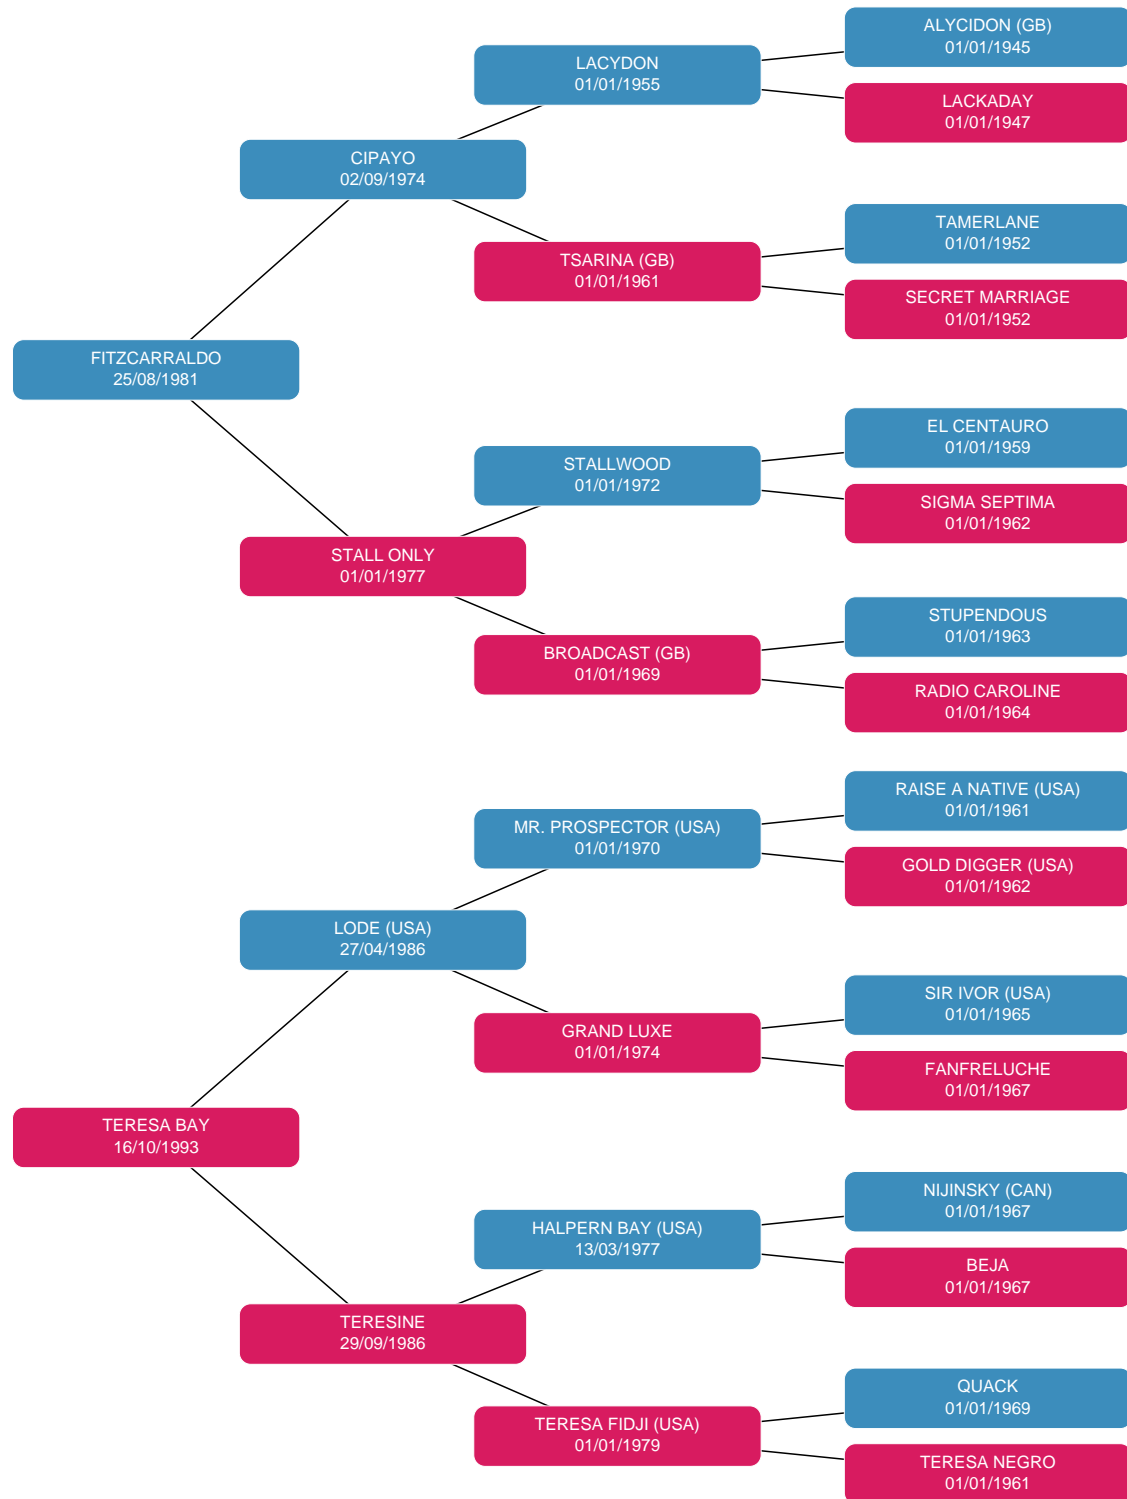 ALYCIDON (GB)
01/01/1945
LACYDON
01/01/1955
LACKADAY
01/01/1947
CIPAYO
02/09/1974
TAMERLANE
01/01/1952
TSARINA (GB)
01/01/1961
SECRET MARRIAGE
01/01/1952
FITZCARRALDO
25/08/1981
EL CENTAURO
01/01/1959
STALLWOOD
01/01/1972
SIGMA SEPTIMA
01/01/1962
STALL ONLY
01/01/1977
STUPENDOUS
01/01/1963
BROADCAST (GB)
01/01/1969
RADIO CAROLINE
01/01/1964
RAISE A NATIVE (USA)
01/01/1961
MR. PROSPECTOR (USA)
01/01/1970
GOLD DIGGER (USA)
01/01/1962
LODE (USA)
27/04/1986
SIR IVOR (USA)
01/01/1965
GRAND LUXE
01/01/1974
FANFRELUCHE
01/01/1967
TERESA BAY
16/10/1993
NIJINSKY (CAN)
01/01/1967
HALPERN BAY (USA)
13/03/1977
BEJA
01/01/1967
TERESINE
29/09/1986
QUACK
01/01/1969
TERESA FIDJI (USA)
01/01/1979
TERESA NEGRO
01/01/1961